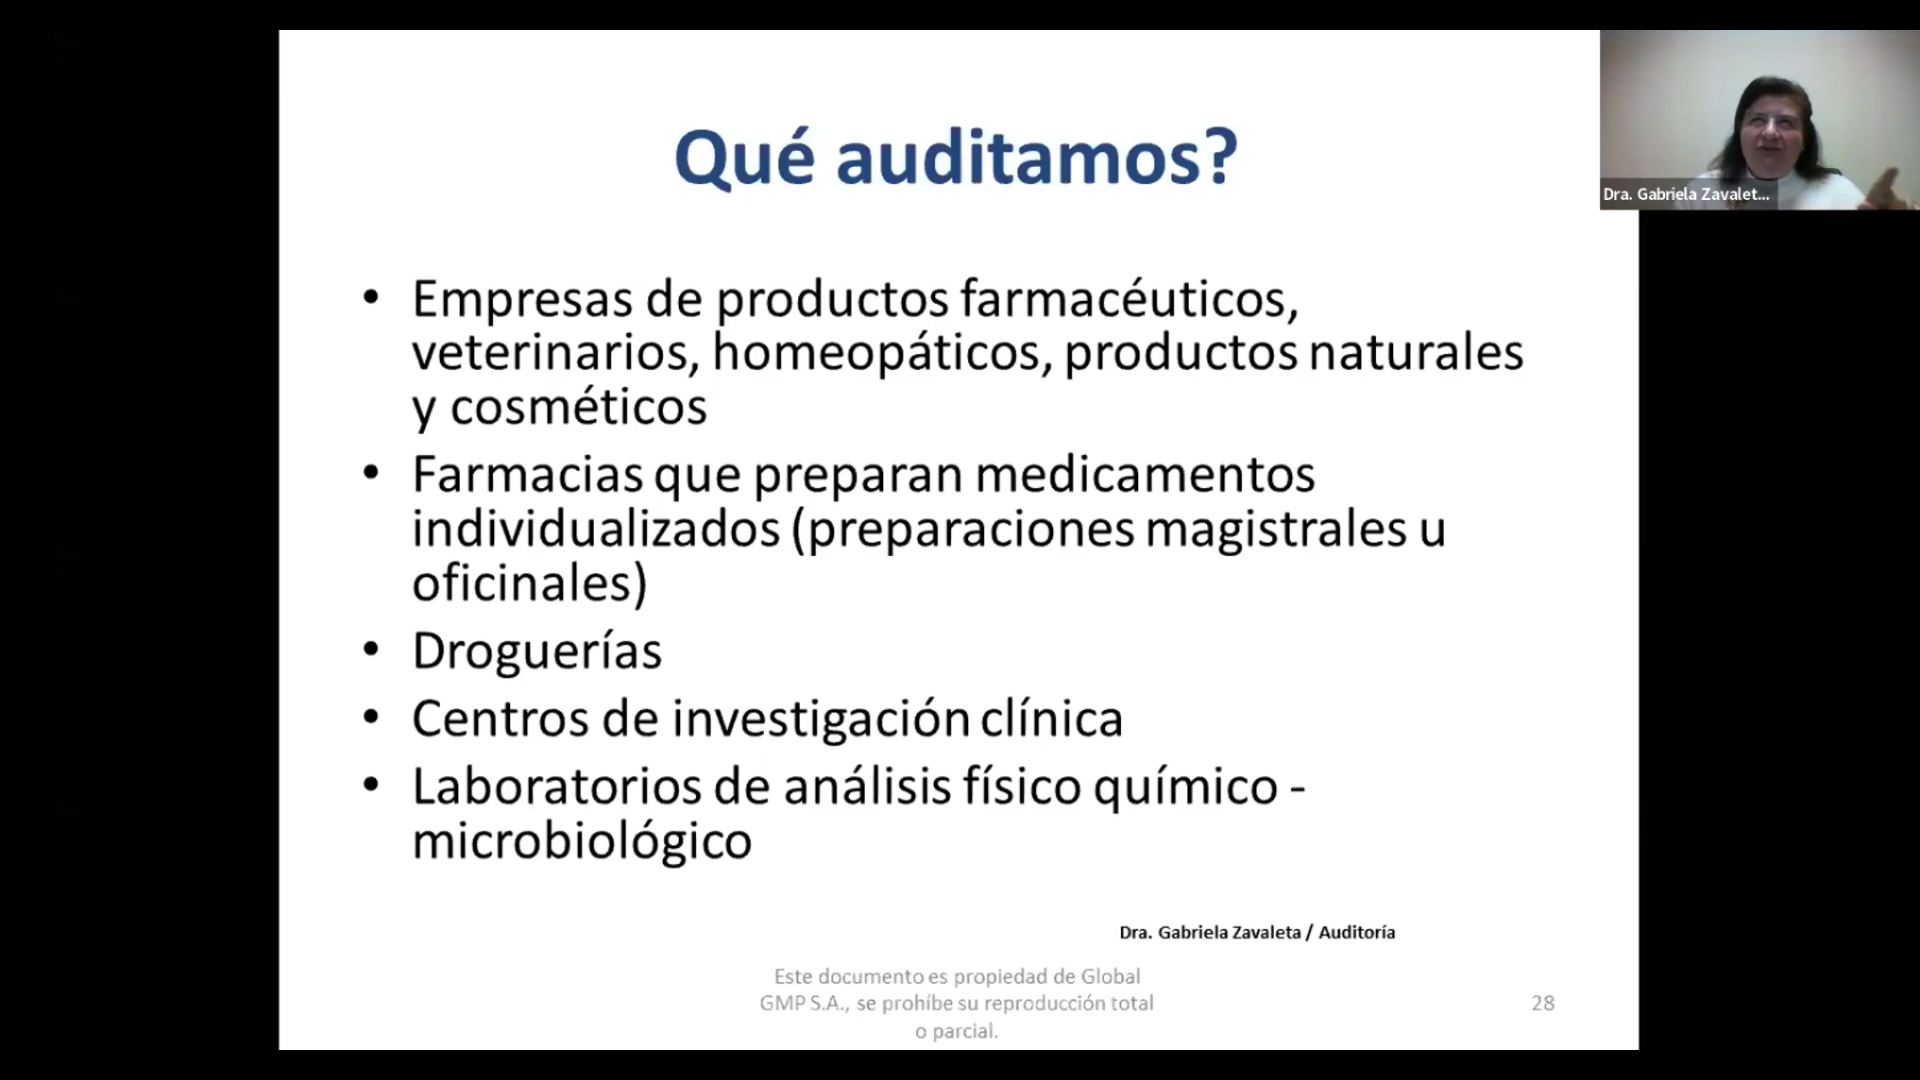 Qué auditamos?
Dra. Gabriela Zavalet...
• Empresas de productos farmacéuticos,
veterinarios, homeopáticos, productos naturales
y cosméticos
• Farmacias que preparan medicamentos
individualizados (preparaciones magistrales u
oficinales)
• Droguerías
• Centros de investigación clínica
• Laboratorios de análisis físico químico -
microbiológico
Dra. Gabriela Zavaleta / Auditoría
Este documento es propiedad de Global
GMP S.A., se prohíbe su reproducción total
o parcial.
28